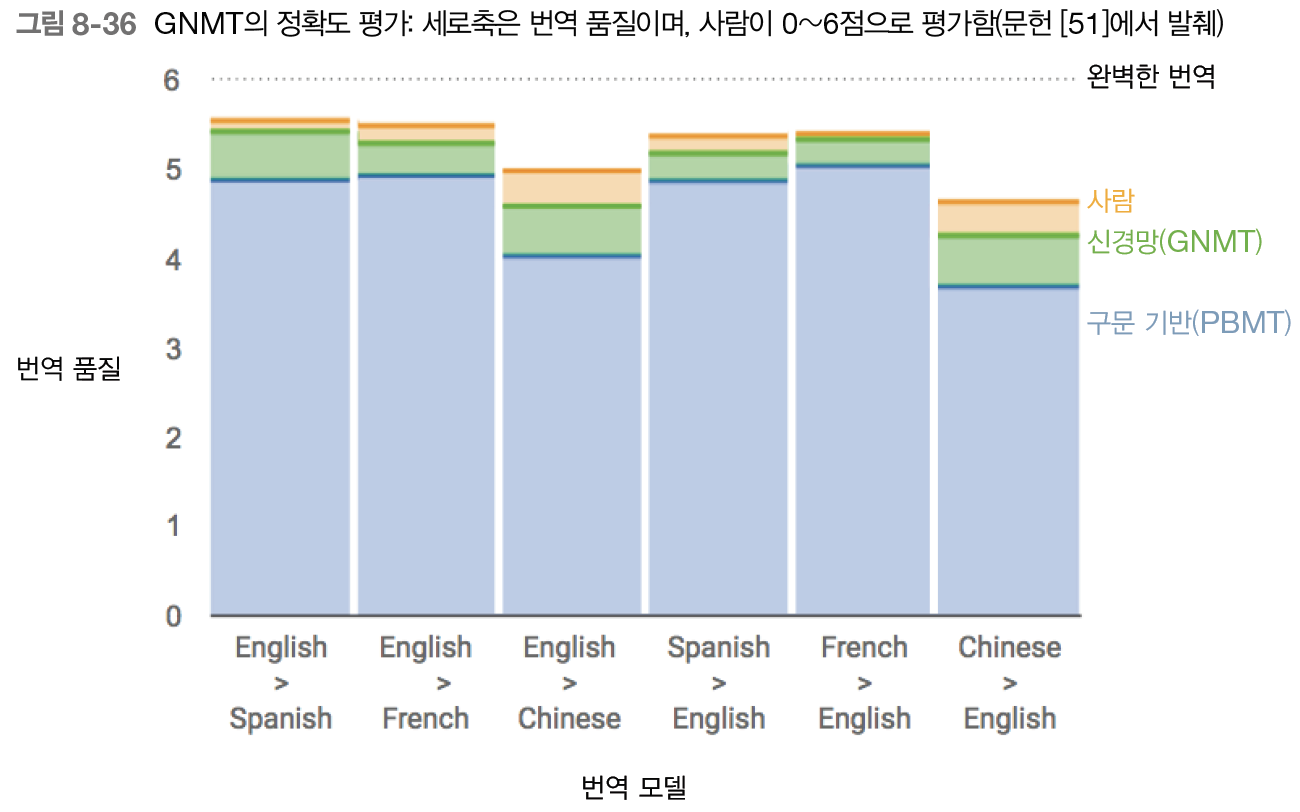 그림 8-36 GNMT의 정확도 평가: 세로축은 번역 품질이며, 사람이 0~6점으로 평가함(문헌 [51]에서 발췌)
6
완벽한 번역
5
사람
신경망(GNMT)
4
구문 기반(PBMT)
3
번역 품질
2
1
0
English > Spanish
English > French
English > Chinese
Spanish > English
French > English
Chinese > English
번역 모델